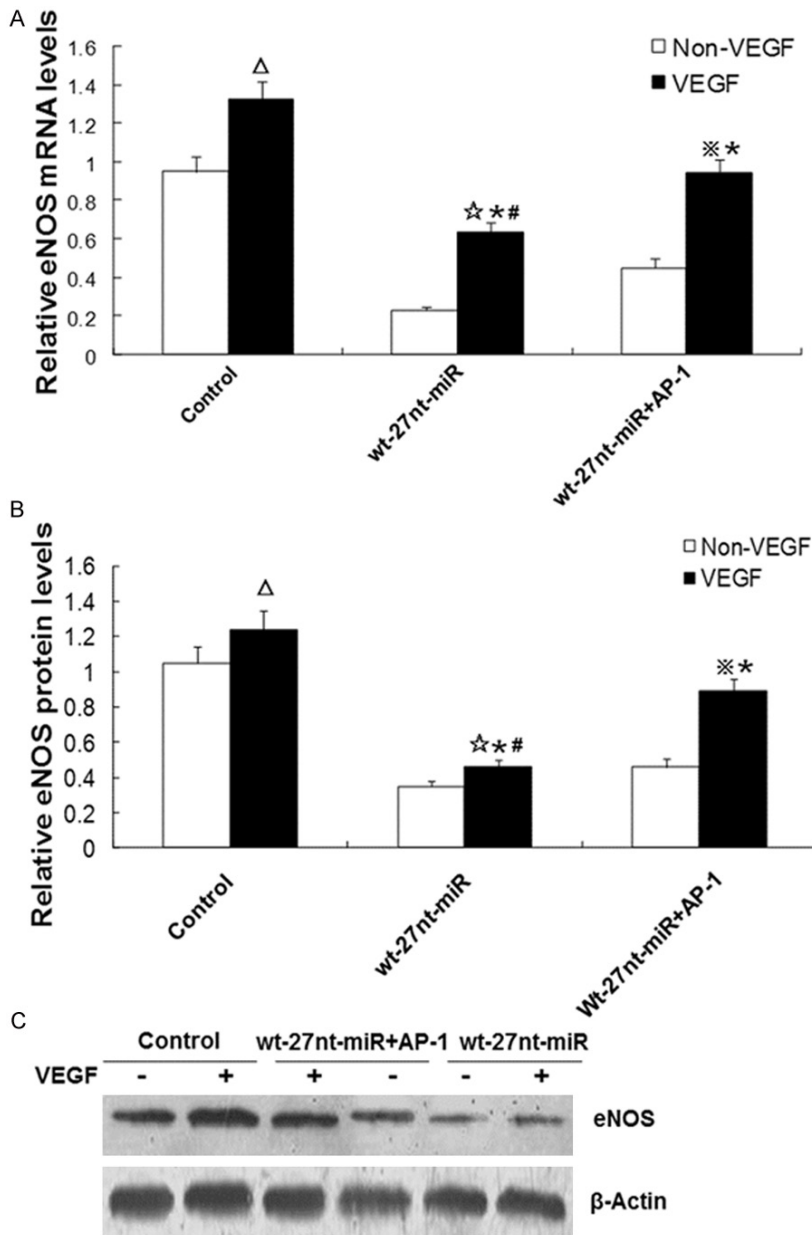 A
Relative eNOS mRNA levels
1.6
1.4
1.2
1
0.8
0.6
0.4
0.2
0
□ Non-VEGF
■ VEGF
△
☆*#
※*
Control
wt-27nt-miR
wt-27nt-miR+AP-1
B
Relative eNOS protein levels
1.6
1.4
1.2
1
0.8
0.6
0.4
0.2
0
□ Non-VEGF
■ VEGF
△
☆*#
※*
Control
wt-27nt-miR
Wt-27nt-miR+AP-1
C
Control wt-27nt-miR+AP-1 wt-27nt-miR
VEGF - + + - - +
eNOS
β-Actin